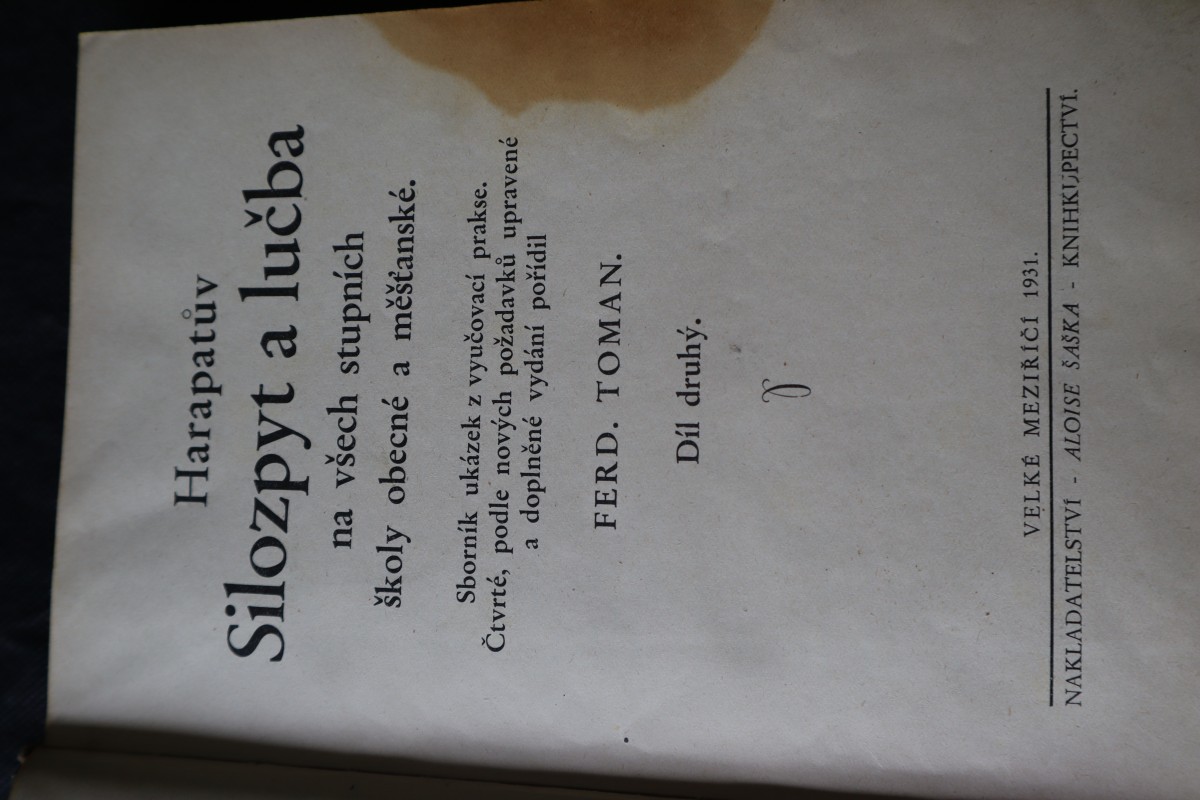 Harapatův
Silozpyt a lučba
na všech stupních
školy obecné a měšťanské.
Sborník ukázek z vyučovací prakse.
Čtvrté, podle nových požadavků upravené
a doplněné vydání pořídil
FERD. TOMAN.
Díl druhý.
VELKÉ MEZIŘÍČÍ 1931.
NAKLADATELSTVÍ - ALOISE ŠAŠKA - KNIHKUPECTVÍ.